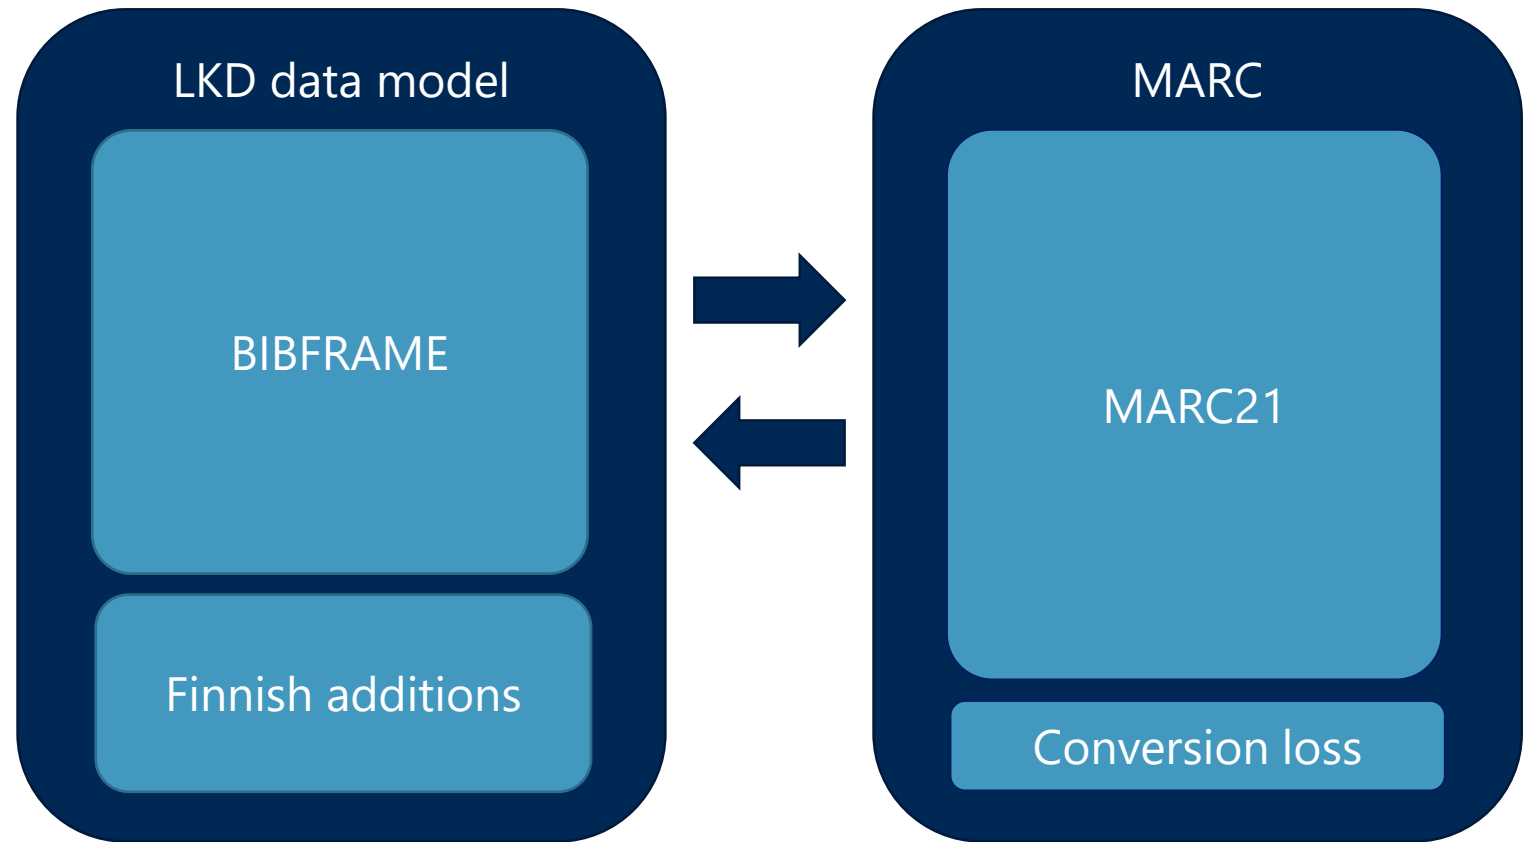 LKD data model
BIBFRAME
Finnish additions
MARC
MARC21
Conversion loss